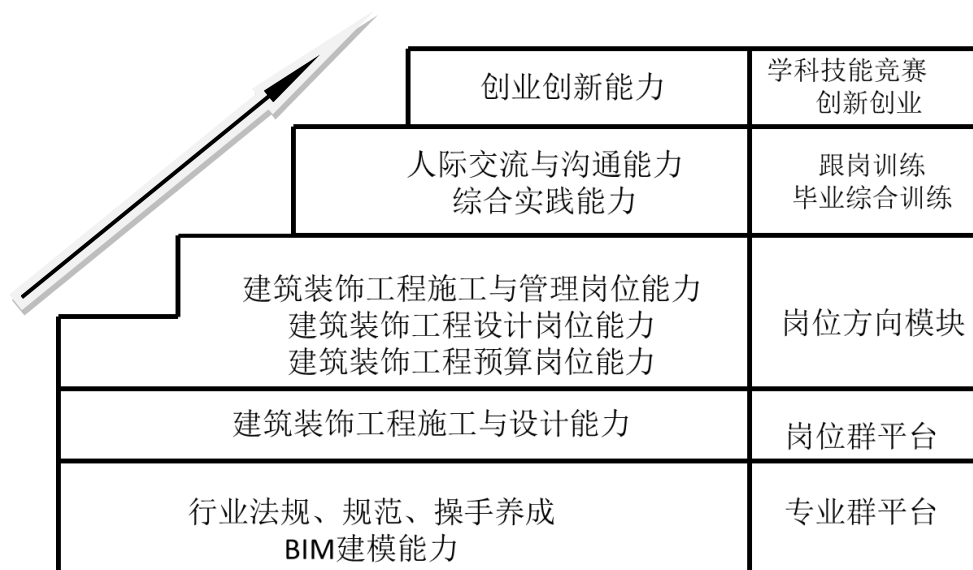 创业创新能力
学科技能竞赛
创新创业
人际交流与沟通能力
综合实践能力
跟岗训练
毕业综合训练
建筑装饰工程施工与管理岗位能力
建筑装饰工程设计岗位能力
建筑装饰工程预算岗位能力
岗位方向模块
建筑装饰工程施工与设计能力
岗位群平台
行业法规、规范、操手养成
BIM建模能力
专业群平台